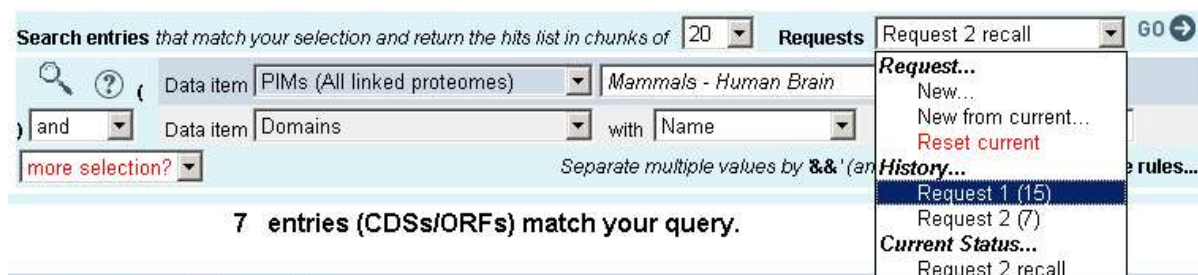 Search entries that match your selection and return the hits list in chunks of 20 Requests Request 2 recall GO
( Data item PIMs (All linked proteomes) Mammals - Human Brain
) and Data item Domains with Name
more selection? Separate multiple values by '&&' (an e rules...
7 entries (CDSs/ORFs) match your query.
Request...
New...
New from current...
Reset current
History...
Request 1 (15)
Request 2 (7)
Current Status...
Request 2 recall